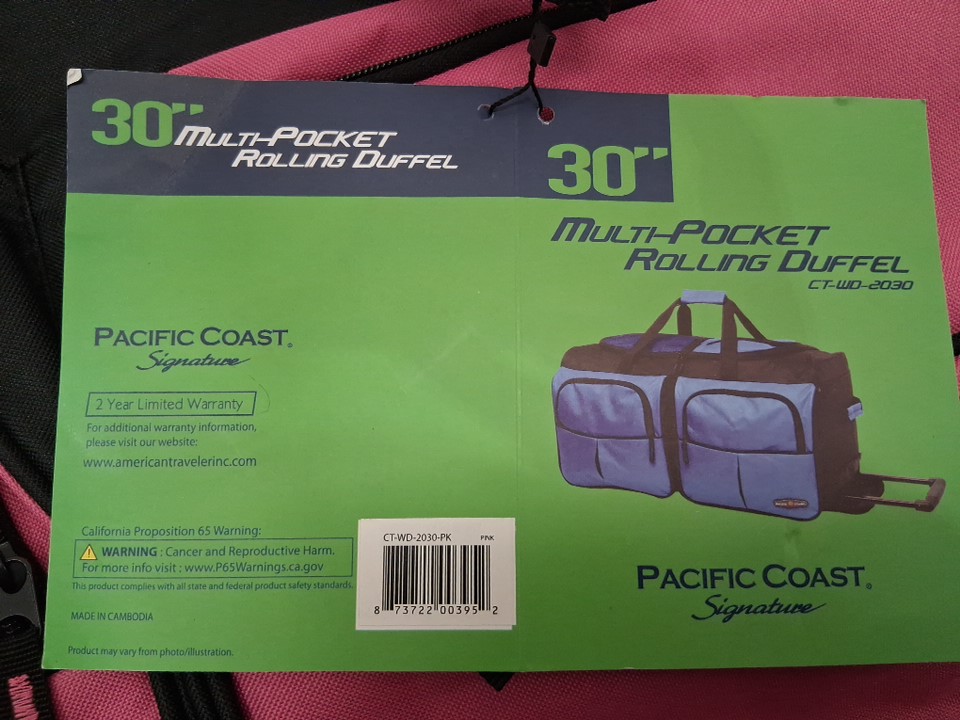 30"
MULTI-POCKET
ROLLING DUFFEL
PACIFIC COAST®
Signature
2 Year Limited Warranty
For additional warranty information,
please visit our website:
www.americantravelerinc.com
California Proposition 65 Warning:
WARNING : Cancer and Reproductive Harm.
For more info visit : www.P65Warnings.ca.gov
This product complies with all state and federal product safety standards.
MADE IN CAMBODIA
Product may vary from photo/illustration.
CT-WD-2030-PK PINK
8 73722 00395 2
30"
MULTI-POCKET
ROLLING DUFFEL
CT-WD-2030
PACIFIC COAST®
Signature